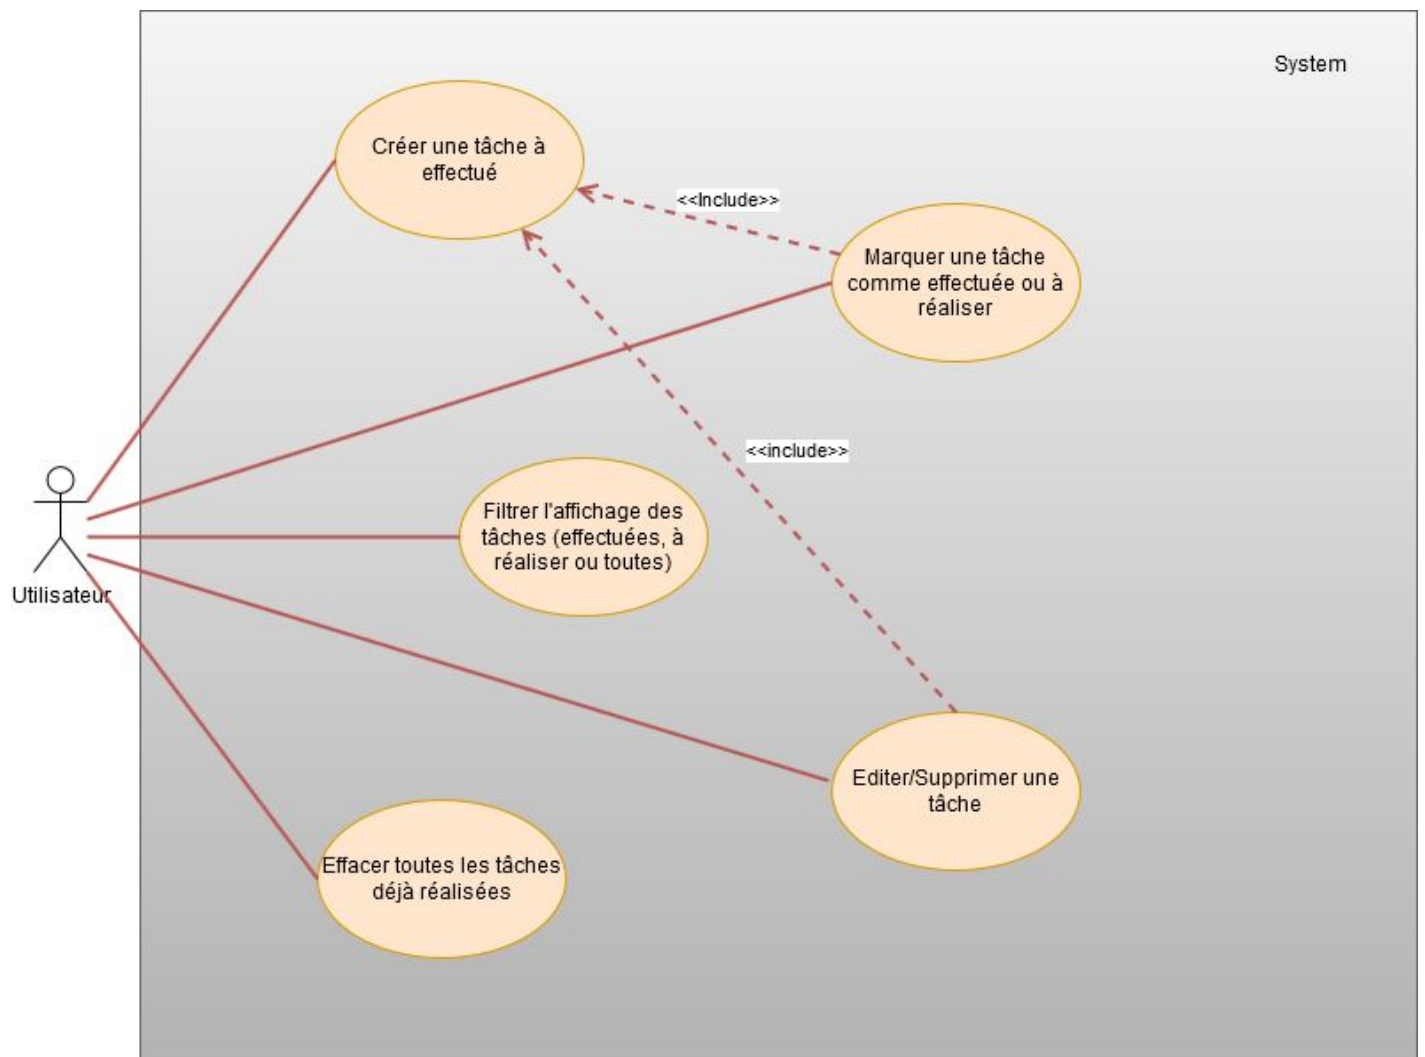 System
Créer une tâche à
effectué
<<Include>>
Marquer une tâche
comme effectuée ou à
réaliser
<<include>>
Filtrer l'affichage des
tâches (effectuées, à
réaliser ou toutes)
Utilisateur
Editer/Supprimer une
tâche
Effacer toutes les tâches
déjà réalisées